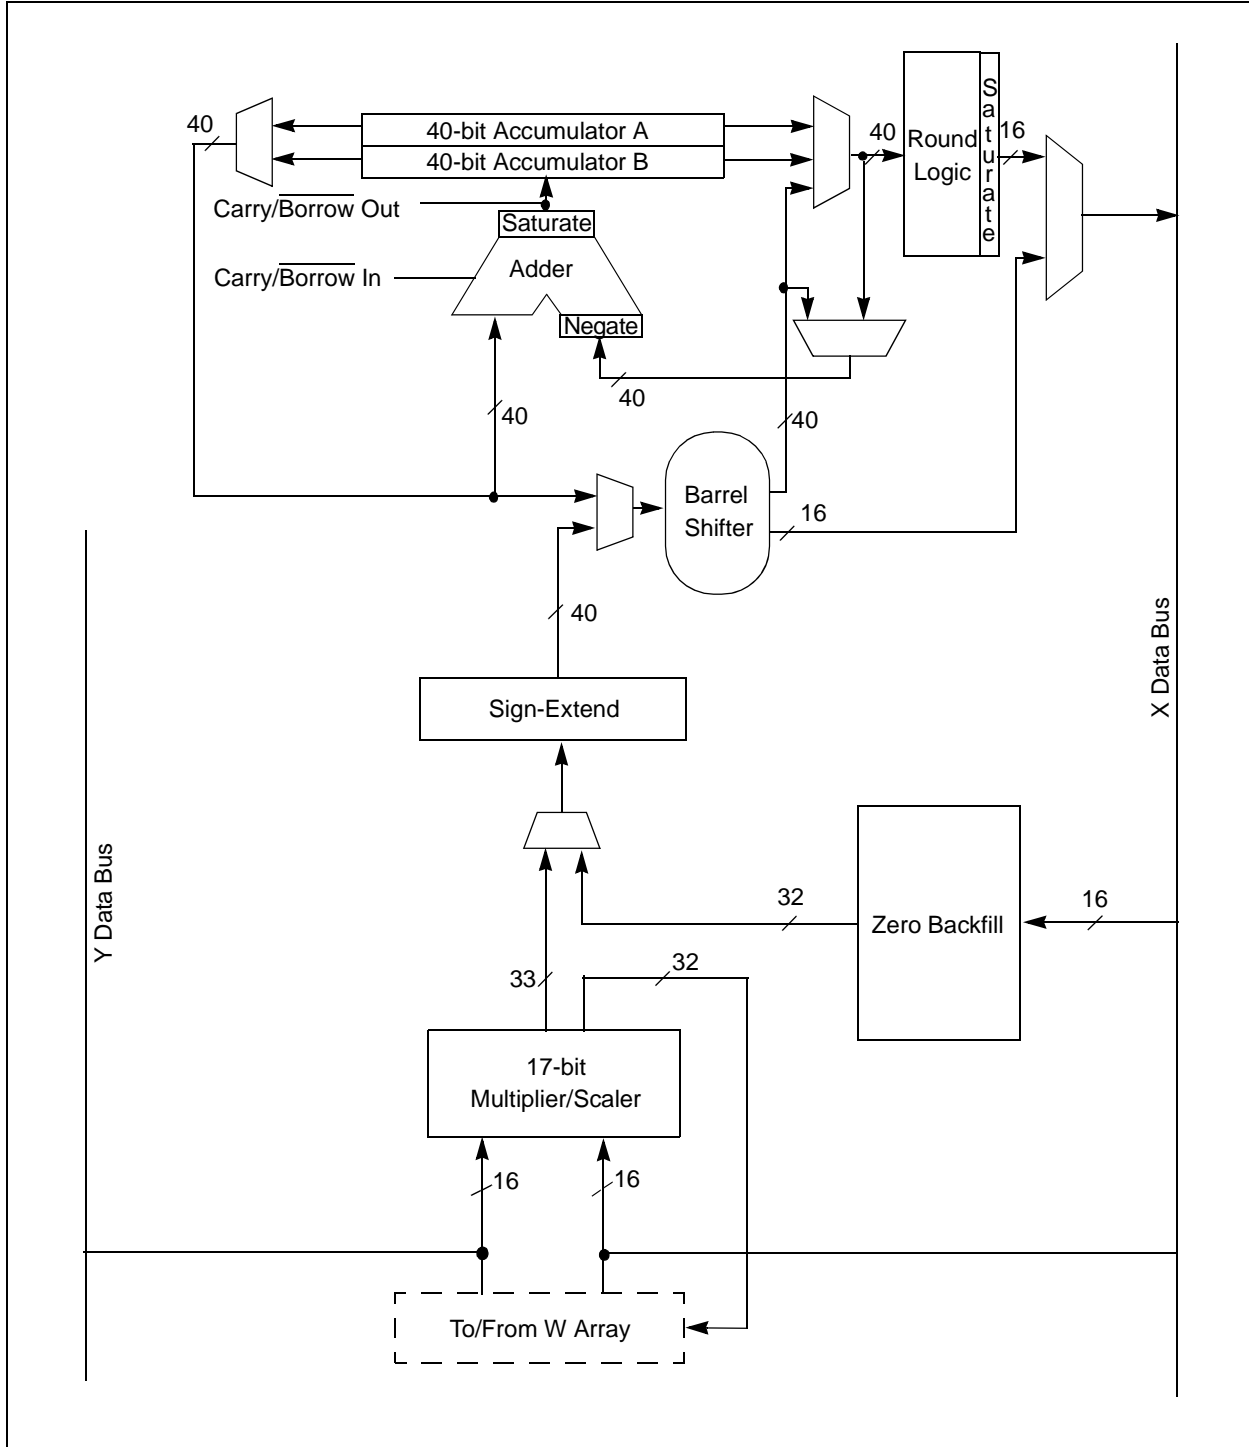 40-bit Accumulator A
40-bit Accumulator B
40
40
Round
Logic
Saturate
16
Carry/Borrow Out
Saturate
Carry/Borrow In
Adder
Negate
40
40
40
Barrel
Shifter
16
40
Sign-Extend
X Data Bus
Y Data Bus
32
Zero Backfill
16
33
32
17-bit
Multiplier/Scaler
16
16
To/From W Array